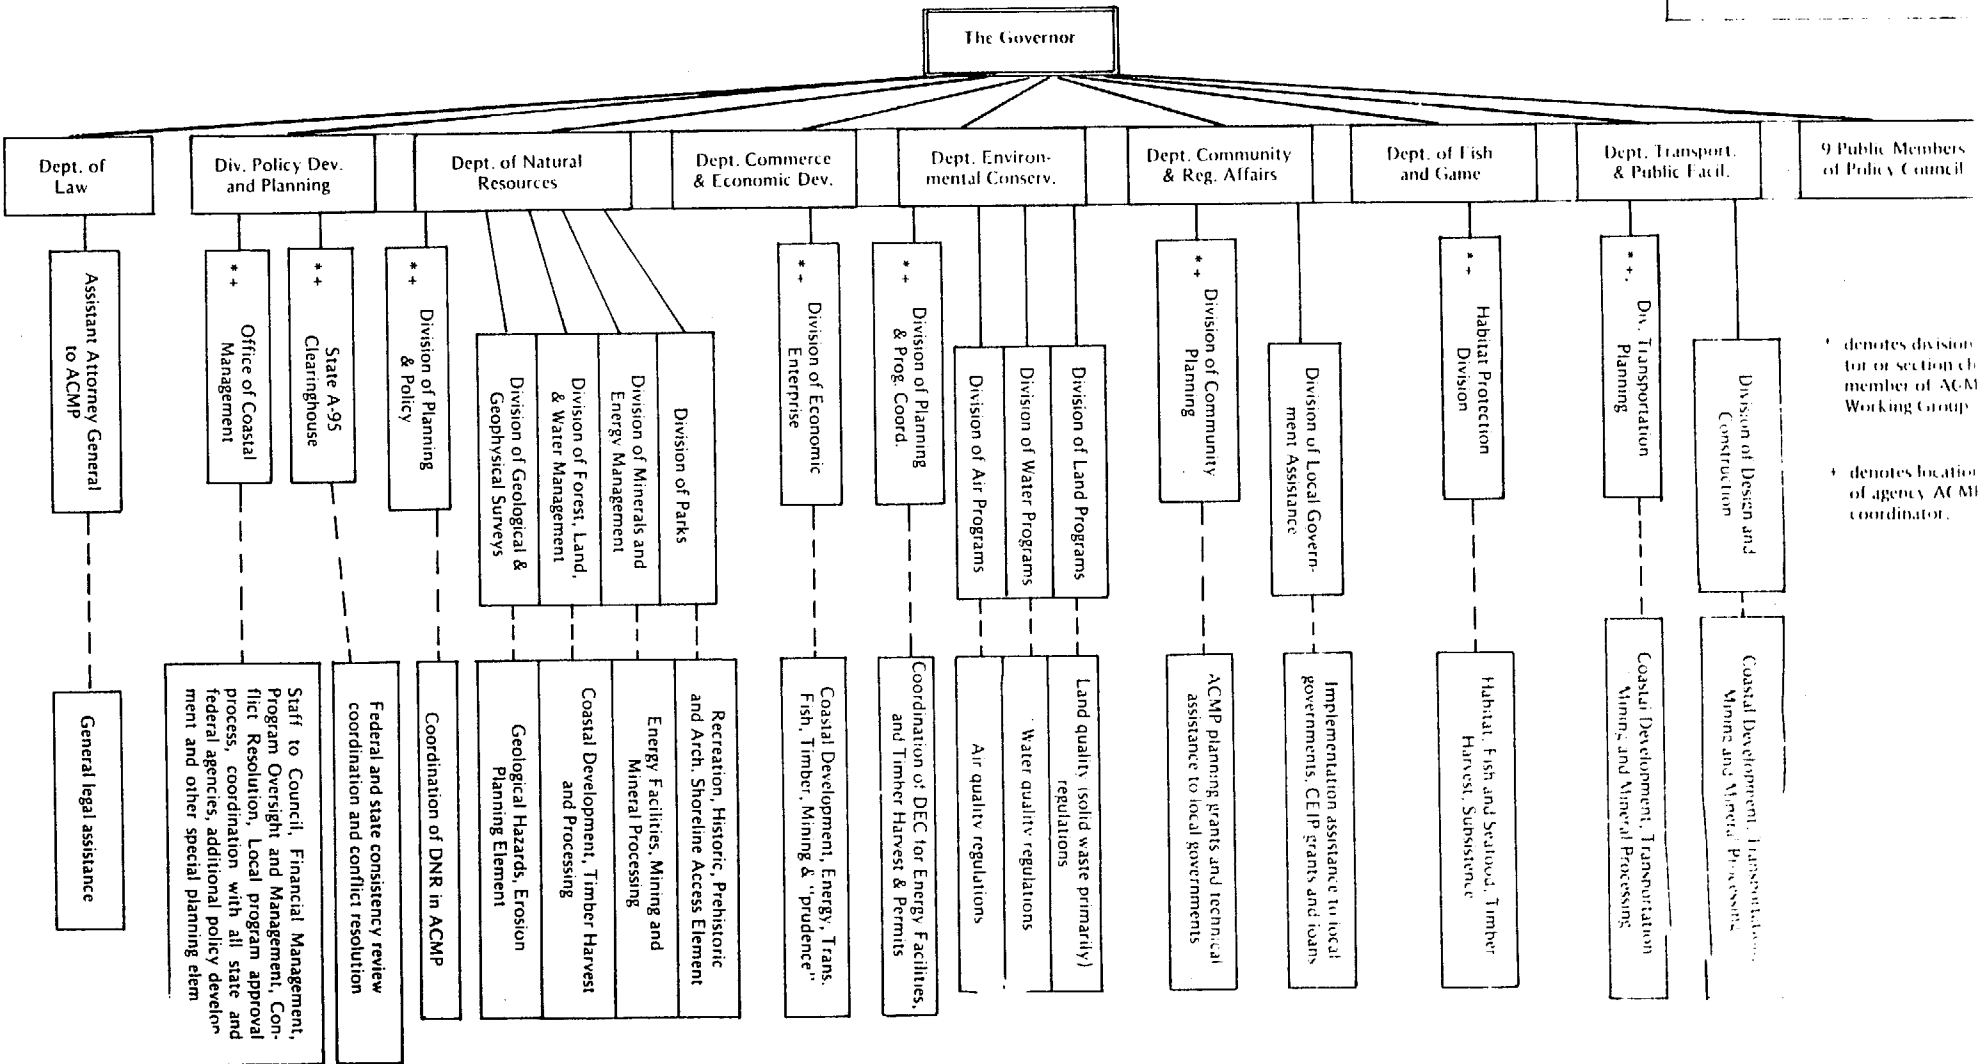 The Governor
Dept. of
Law
Div. Policy Dev.
and Planning
Dept. of Natural
Resources
Dept. Commerce
& Economic Dev.
Dept. Environ-
mental Conserv.
Dept. Community
& Reg. Affairs
Dept. of Fish
and Game
Dept. Transport.
& Public Facil.
9 Public Members
of Policy Council
Assistant Attorney General
to ACMP
* +
Office of Coastal
Management
* +
State A-95
Clearinghouse
* +
Division of Planning
& Policy
Division of Geological &
Geophysical Surveys
Division of Forest, Land,
& Water Management
Division of Minerals and
Energy Management
Division of Parks
* +
Division of Economic
Enterprise
* +
Division of Planning
& Prog. Coord.
Division of Air Programs
Division of Water Programs
Division of Land Programs
* +
Division of Community
Planning
Division of Local Govern-
ment Assistance
* +
Habitat Protection
Division
* +
Div. Transportation
Planning
Division of Design and
Construction
* denotes division
tor or section ch
member of ACM
Working Group
+ denotes location
of agency ACMP
coordinator.
General legal assistance
Staff to Council, Financial Management,
Program Oversight and Management, Con-
flict Resolution, Local program approval
process, coordination with all state and
federal agencies, additional policy develop
ment and other special planning elem
Federal and state consistency review
coordination and conflict resolution
Coordination of DNR in ACMP
Geological Hazards, Erosion
Planning Element
Coastal Development, Timber Harvest
and Processing
Energy Facilities, Mining and
Mineral Processing
Recreation, Historic, Prehistoric
and Arch. Shoreline Access Element
Coastal Development, Energy, Trans.
Fish, Timber, Mining & "prudence"
Coordination of DEC for Energy Facilities,
and Timber Harvest & Permits
Air quality regulations
Water quality regulations
Land quality (solid waste primarily)
regulations
ACMP planning grants and technical
assistance to local governments
Implementation assistance to local
governments, CEIP grants and loans
Habitat, Fish and Seafood, Timber
Harvest, Subsistence
Coastal Development, Transportation
Mining and Mineral Processing
Coastal Development, Transportation,
Mining and Mineral Processing